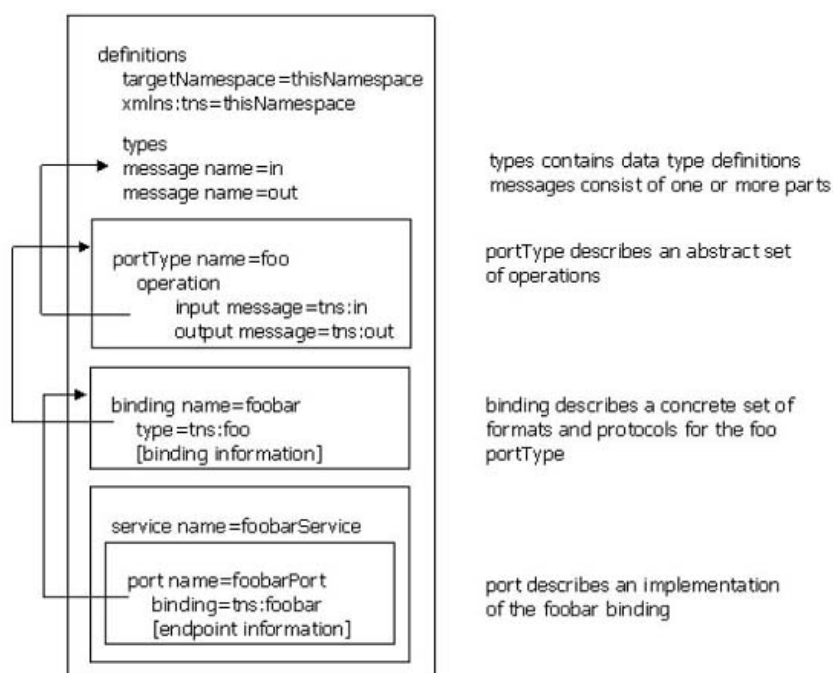 definitions
targetNamespace=thisNamespace
xmlns:tns=thisNamespace
types
message name=in
message name=out
types contains data type definitions
messages consist of one or more parts
portType name=foo
operation
input message=tns:in
output message=tns:out
portType describes an abstract set
of operations
binding name=foobar
type=tns:foo
[binding information]
binding describes a concrete set of
formats and protocols for the foo
portType
service name=foobarService
port name=foobarPort
binding=tns:foobar
[endpoint information]
port describes an implementation
of the foobar binding